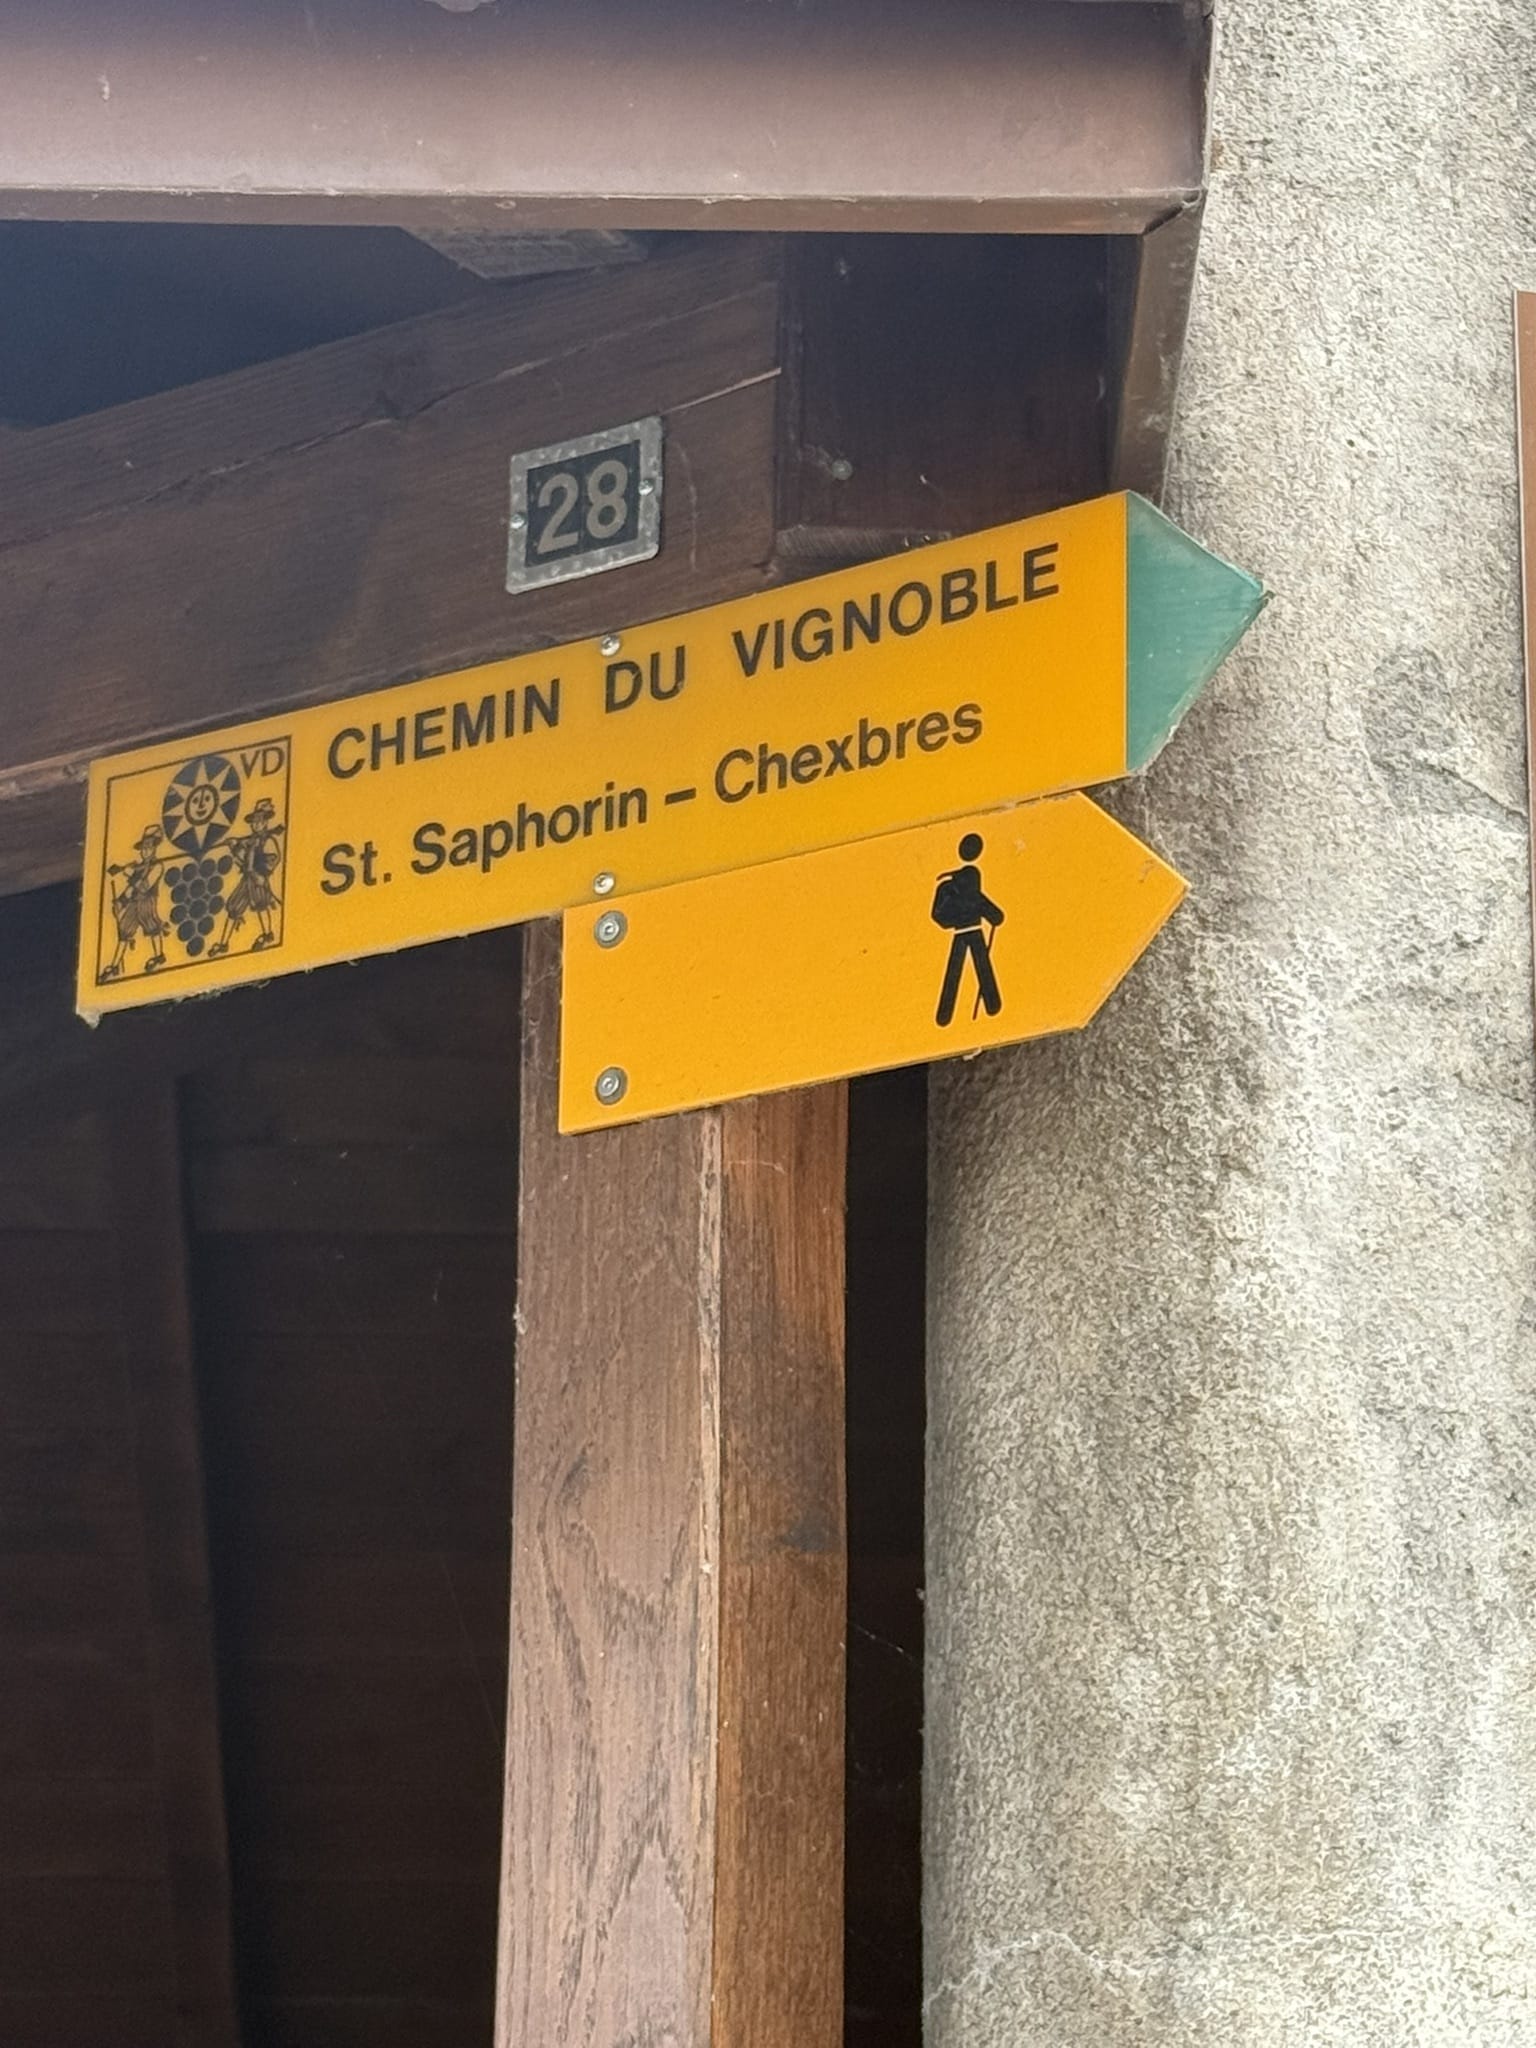 28
CHEMIN DU VIGNOBLE
VD
St. Saphorin – Chexbres